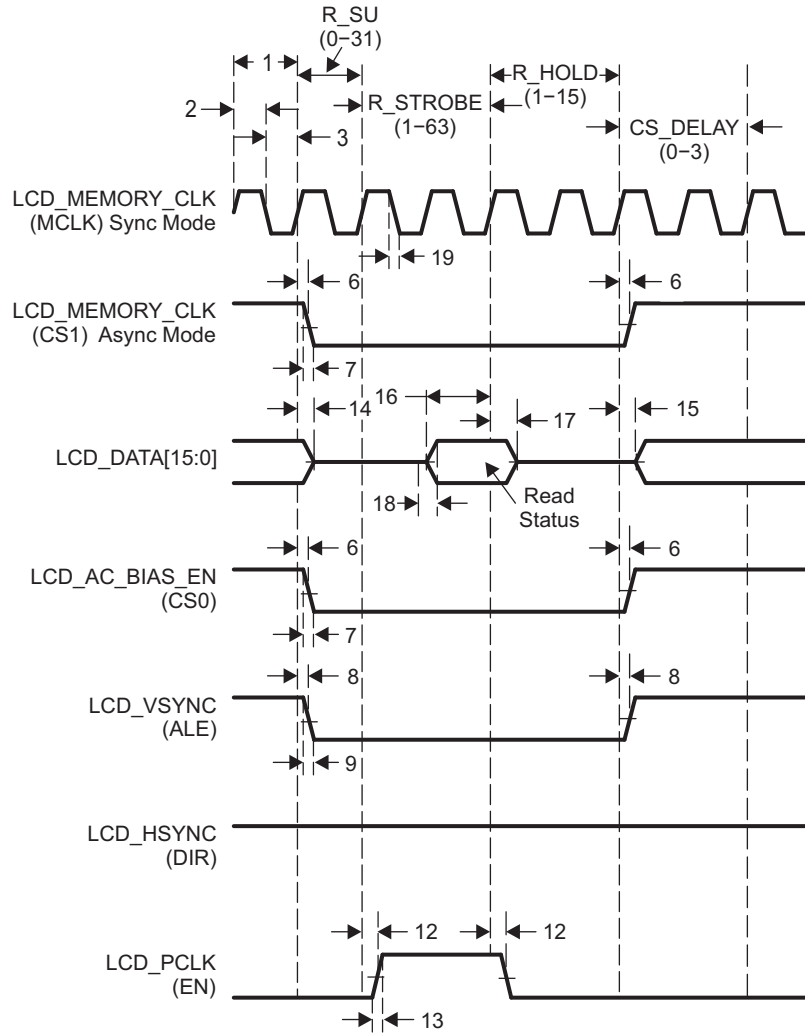 R_SU
(0−31)
1
R_HOLD
(1−15)
2
R_STROBE
(1−63)
CS_DELAY
(0−3)
3
LCD_MEMORY_CLK
(MCLK) Sync Mode
19
6
6
LCD_MEMORY_CLK
(CS1) Async Mode
7
16
14
17
15
LCD_DATA[15:0]
18
Read
Status
6
6
LCD_AC_BIAS_EN
(CS0)
7
8
8
LCD_VSYNC
(ALE)
9
LCD_HSYNC
(DIR)
12
12
LCD_PCLK
(EN)
13